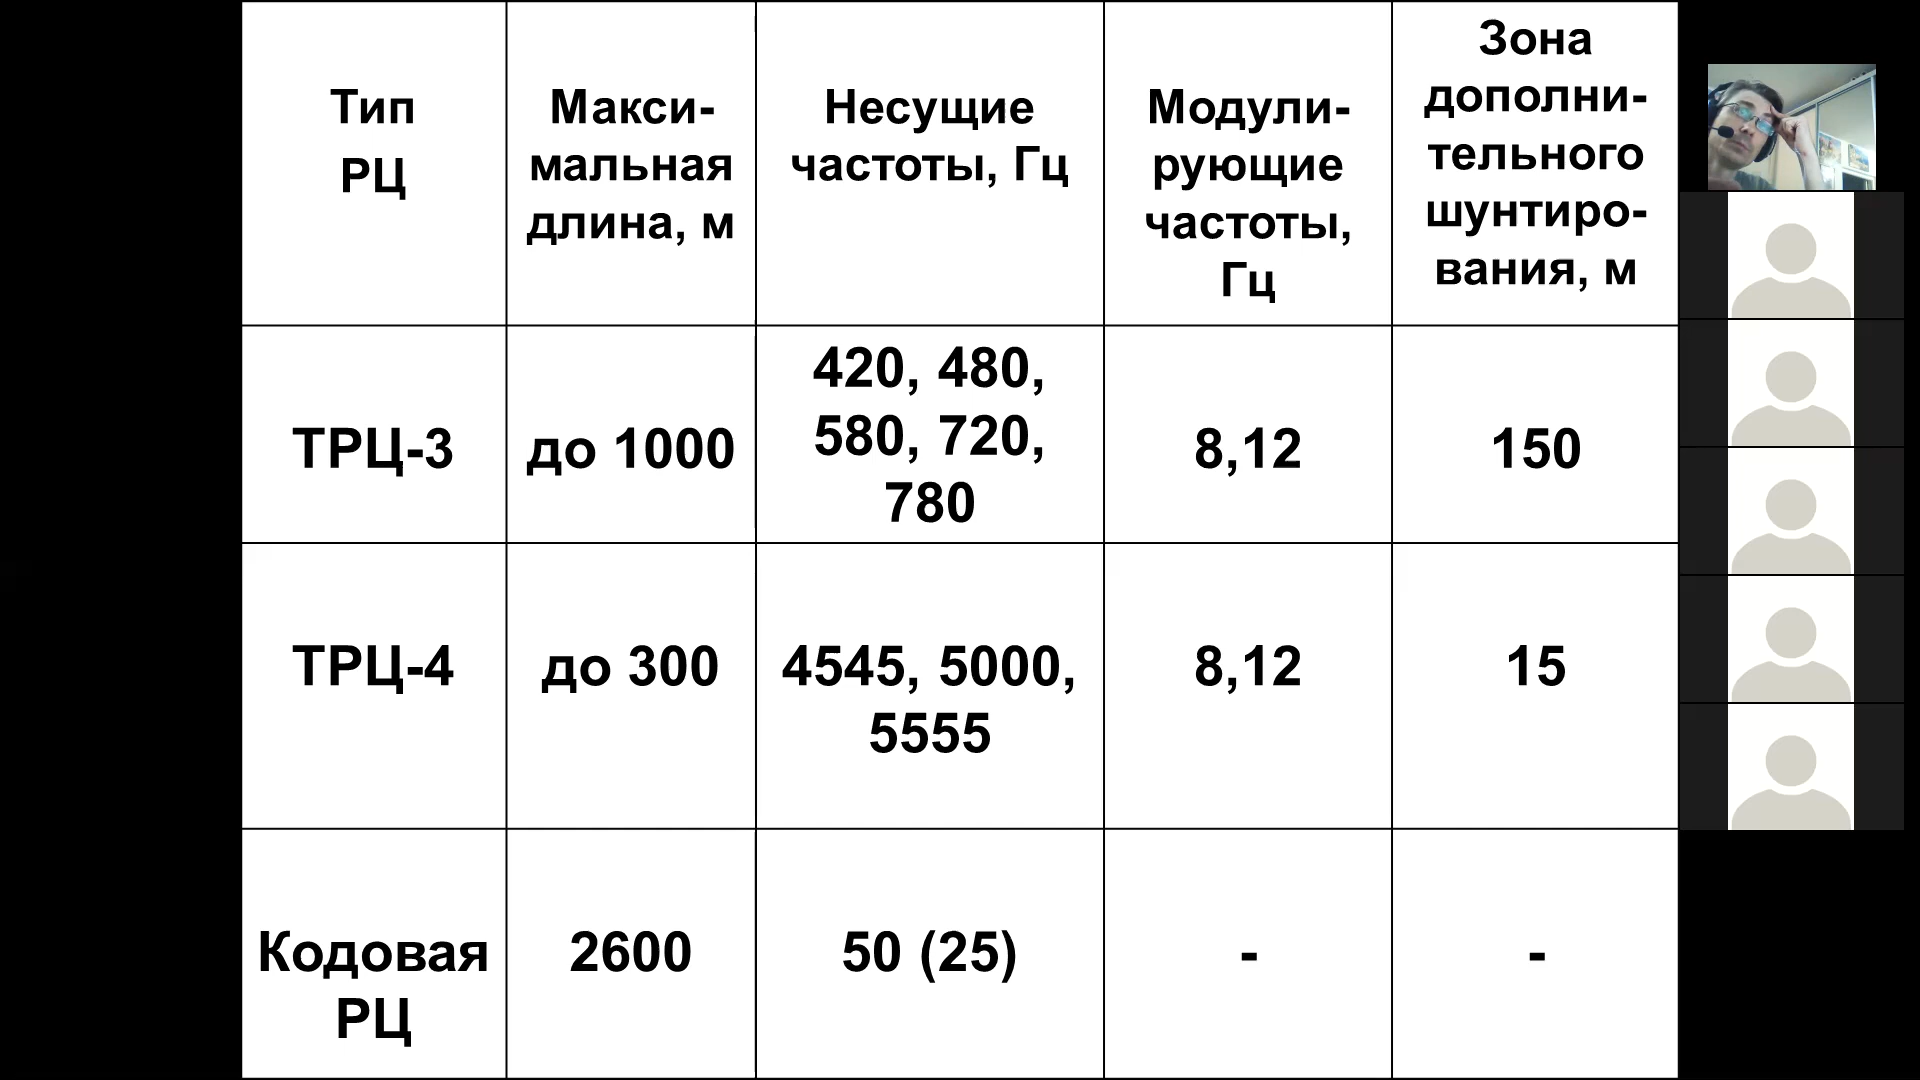 Тип
РЦ
Макси-
мальная
длина, м
Несущие
частоты, Гц
Модули-
рующие
частоты,
Гц
Зона
дополни-
тельного
шунтиро-
вания, м
ТРЦ-3
до 1000
420, 480,
580, 720,
780
8,12
150
ТРЦ-4
до 300
4545, 5000,
5555
8,12
15
Кодовая
РЦ
2600
50 (25)
-
-